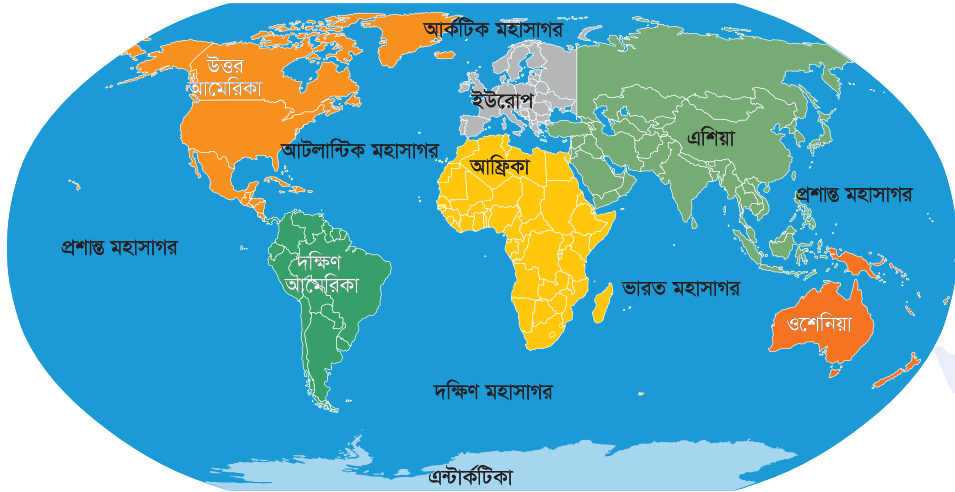 আর্কটিক মহাসাগর
উত্তর
আমেরিকা
ইউরোপ
এশিয়া
আটলান্টিক মহাসাগর
আফ্রিকা
প্রশান্ত মহাসাগর
প্রশান্ত মহাসাগর
দক্ষিণ
আমেরিকা
ভারত মহাসাগর
ওশেনিয়া
দক্ষিণ মহাসাগর
এন্টার্কটিকা